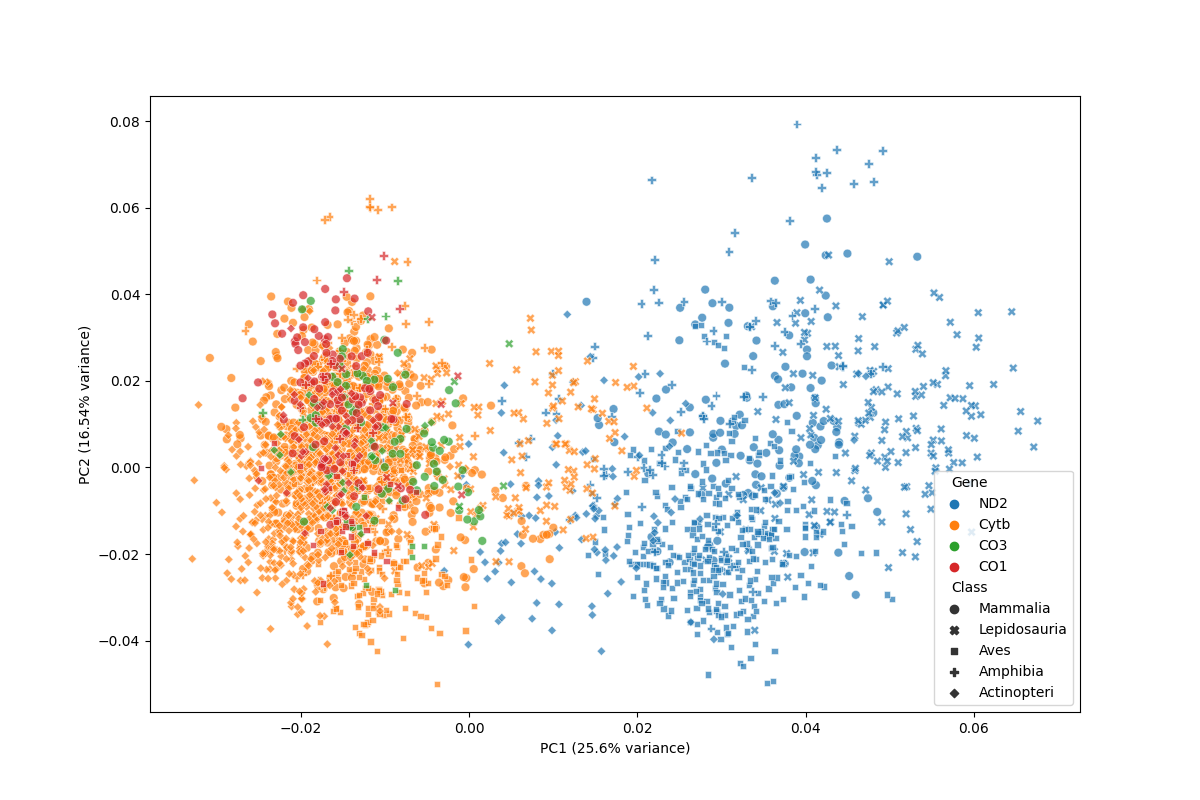 0.08
0.06
0.04
0.02
0.00
−0.02
−0.04
PC2 (16.54% variance)
−0.02
0.00
0.02
0.04
0.06
PC1 (25.6% variance)
Gene
ND2
Cytb
CO3
CO1
Class
Mammalia
Lepidosauria
Aves
Amphibia
Actinopteri